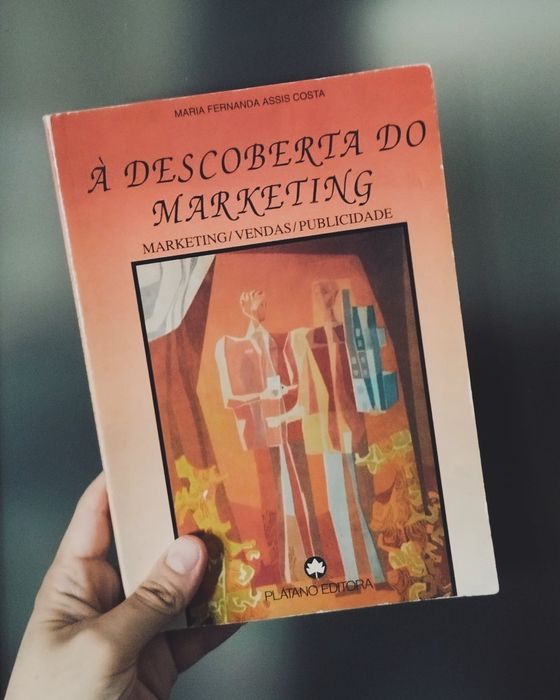 MARIA FERNANDA ASSIS COSTA
À DESCOBERTA DO
MARKETING
MARKETING/VENDAS/PUBLICIDADE
PLÁTANO EDITORA